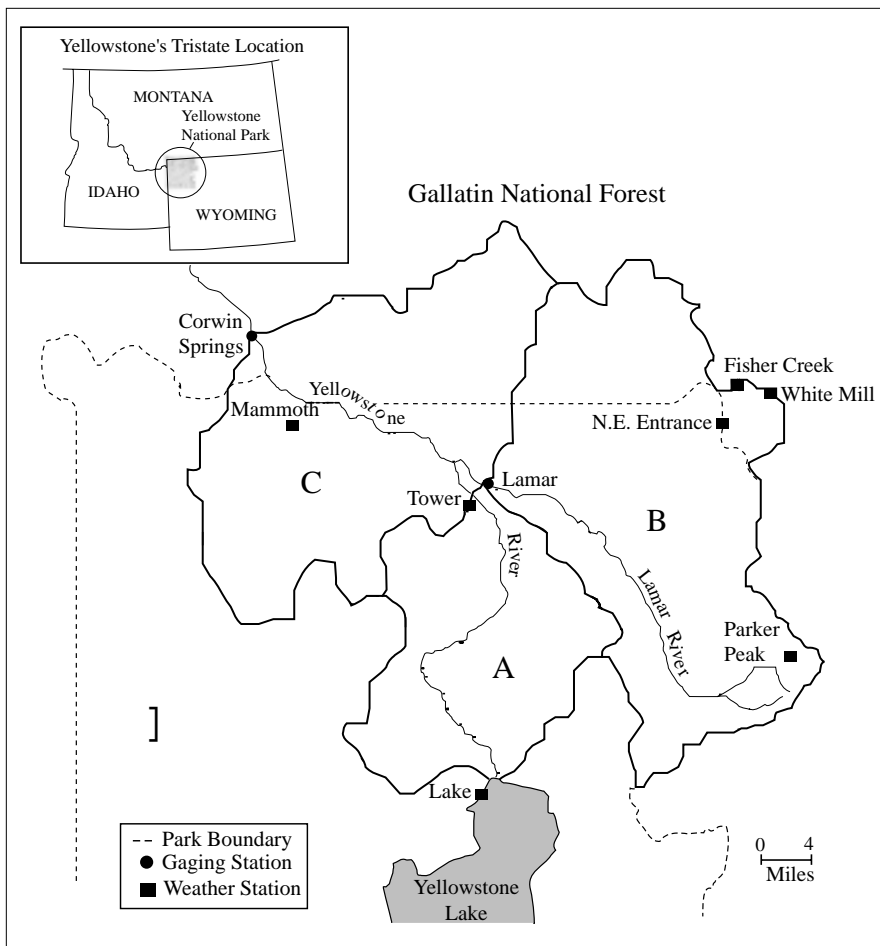 Yellowstone's Tristate Location
MONTANA
Yellowstone
National Park
IDAHO
WYOMING
Gallatin National Forest
Corwin
Springs
Fisher Creek
White Mill
Yellowstone
Mammoth
N.E. Entrance
C
Lamar
Tower
B
River
Lamar River
Parker
Peak
A
]
Lake
Park Boundary
Gaging Station
Weather Station
0 4
Miles
Yellowstone
Lake